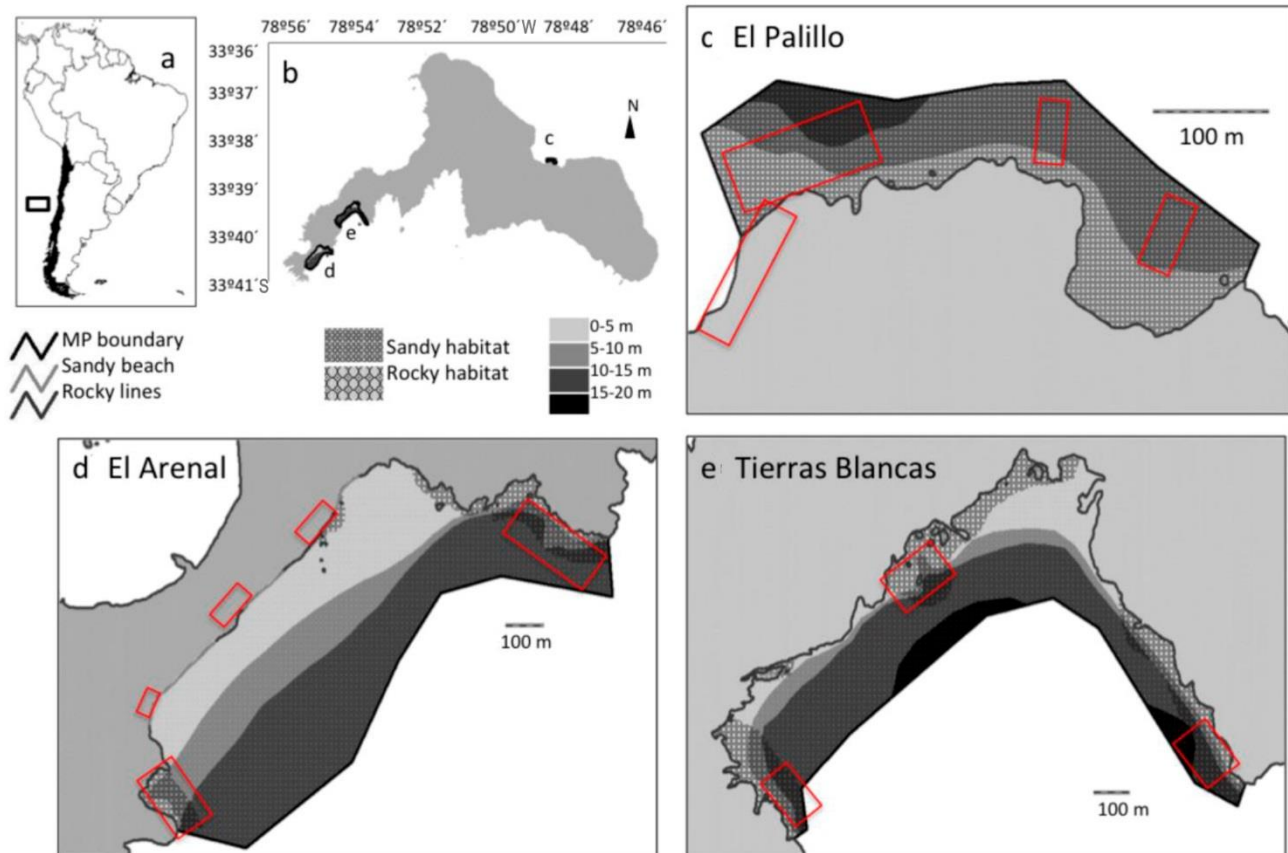 a
78º56´ 78º54´ 78º52´ 78º50´W 78º48´ 78º46´
33º36´
33º37´
33º38´
33º39´
33º40´
33º41´S
b
N
c
e
d
c El Palillo
100 m
MP boundary
Sandy beach
Rocky lines
Sandy habitat
Rocky habitat
0-5 m
5-10 m
10-15 m
15-20 m
d El Arenal
100 m
e Tierras Blancas
100 m